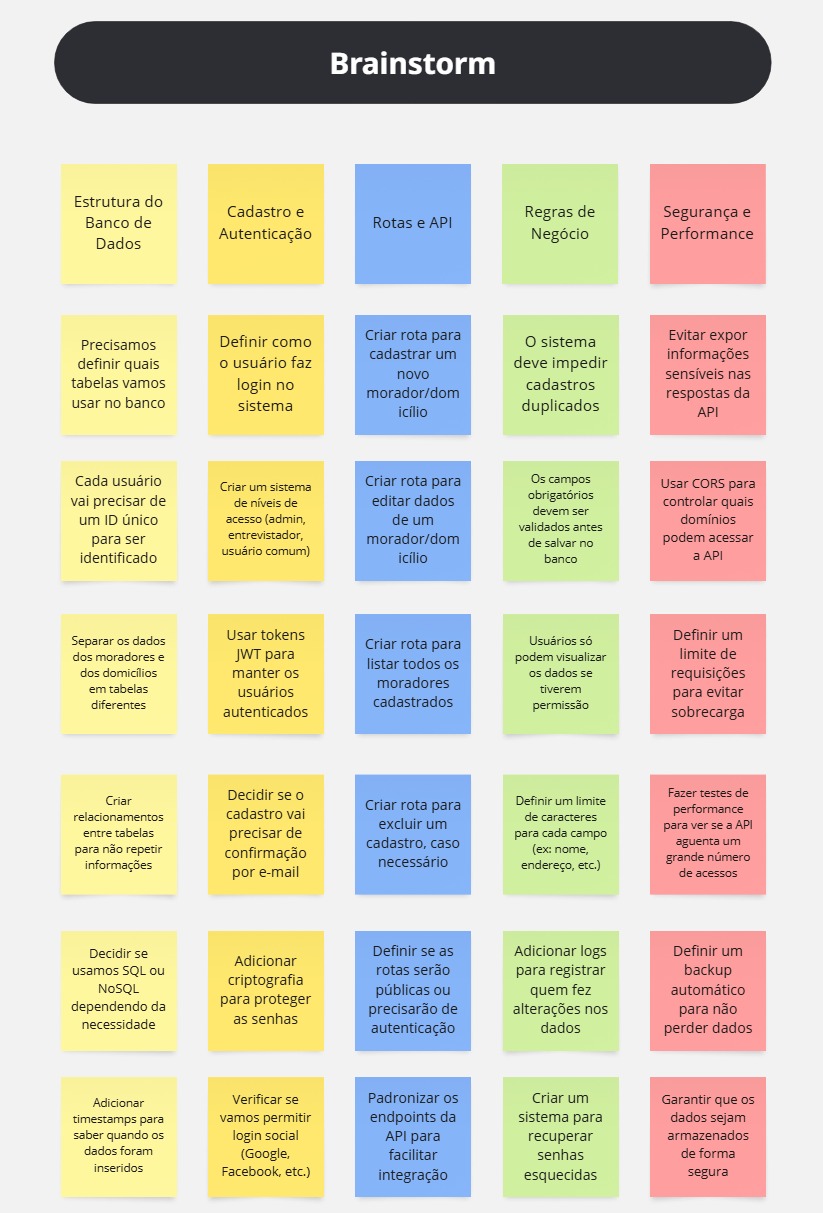 Brainstorm
Estrutura do
Banco de
Dados
Cadastro e
Autenticação
Rotas e API
Regras de
Negócio
Segurança e
Performance
Precisamos
definir quais
tabelas vamos
usar no banco
Definir como
o usuário faz
login no
sistema
Criar rota para
cadastrar um
novo
morador/dom
icílio
O sistema
deve impedir
cadastros
duplicados
Evitar expor
informações
sensíveis nas
respostas da
API
Cada usuário
vai precisar de
um ID único
para ser
identificado
Criar um sistema
de níveis de
acesso (admin,
entrevistador,
usuário comum)
Criar rota para
editar dados
de um
morador/dom
icílio
Os campos
obrigatórios
devem ser
validados antes
de salvar no
banco
Usar CORS para
controlar quais
domínios
podem acessar
a API
Separar os dados
dos moradores e
dos domicílios
em tabelas
diferentes
Usar tokens
JWT para
manter os
usuários
autenticados
Criar rota para
listar todos os
moradores
cadastrados
Usuários só
podem visualizar
os dados se
tiverem
permissão
Definir um
limite de
requisições
para evitar
sobrecarga
Criar
relacionamentos
entre tabelas
para não repetir
informações
Decidir se o
cadastro vai
precisar de
confirmação
por e-mail
Criar rota para
excluir um
cadastro, caso
necessário
Definir um limite
de caracteres
para cada campo
(ex: nome,
endereço, etc.)
Fazer testes de
performance
para ver se a API
aguenta um
grande número
de acessos
Decidir se
usamos SQL ou
NoSQL
dependendo da
necessidade
Adicionar
criptografia
para proteger
as senhas
Definir se as
rotas serão
públicas ou
precisarão de
autenticação
Adicionar logs
para registrar
quem fez
alterações nos
dados
Definir um
backup
automático
para não
perder dados
Adicionar
timestamps para
saber quando os
dados foram
inseridos
Verificar se
vamos permitir
login social
(Google,
Facebook, etc.)
Padronizar os
endpoints da
API para
facilitar
integração
Criar um
sistema para
recuperar
senhas
esquecidas
Garantir que os
dados sejam
armazenados
de forma
segura